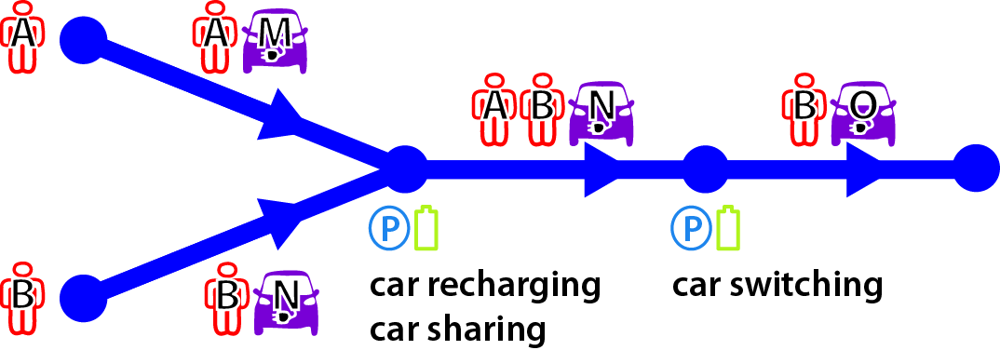 A
A M
A B N
B O
P
P
B
B N
car recharging
car sharing
car switching